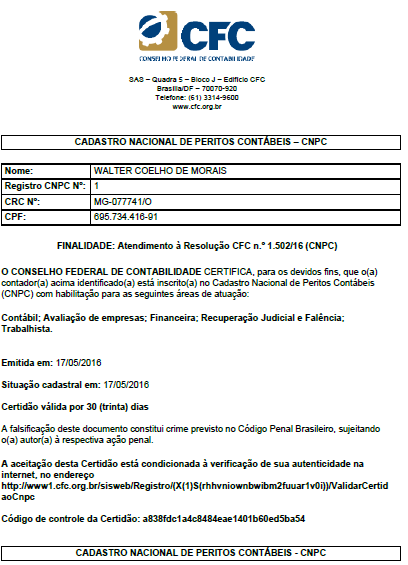 CFC
CONSELHO FEDERAL DE CONTABILIDADE
SAS – Quadra 5 – Bloco J – Edifício CFC
Brasília/DF – 70070-920
Telefone: (61) 3314-9600
www.cfc.org.br
CADASTRO NACIONAL DE PERITOS CONTÁBEIS – CNPC
Nome: WALTER COELHO DE MORAIS
Registro CNPC Nº: 1
CRC Nº: MG-077741/O
CPF: 695.734.416-91
FINALIDADE: Atendimento à Resolução CFC n.º 1.502/16 (CNPC)
O CONSELHO FEDERAL DE CONTABILIDADE CERTIFICA, para os devidos fins, que o(a)
contador(a) acima identificado(a) está inscrito(a) no Cadastro Nacional de Peritos Contábeis
(CNPC) com habilitação para as seguintes áreas de atuação:
Contábil; Avaliação de empresas; Financeira; Recuperação Judicial e Falência;
Trabalhista.
Emitida em: 17/05/2016
Situação cadastral em: 17/05/2016
Certidão válida por 30 (trinta) dias
A falsificação deste documento constitui crime previsto no Código Penal Brasileiro, sujeitando
o(a) autor(a) à respectiva ação penal.
A aceitação desta Certidão está condicionada à verificação de sua autenticidade na
internet, no endereço
http://www1.cfc.org.br/sisweb/Registro/(X(1)S(rhhvniownbwibm2fuuar1v0i))/ValidarCertid
aoCnpc
Código de controle da Certidão: a838fdc1a4c8484eae1401b60ed5ba54
CADASTRO NACIONAL DE PERITOS CONTÁBEIS - CNPC